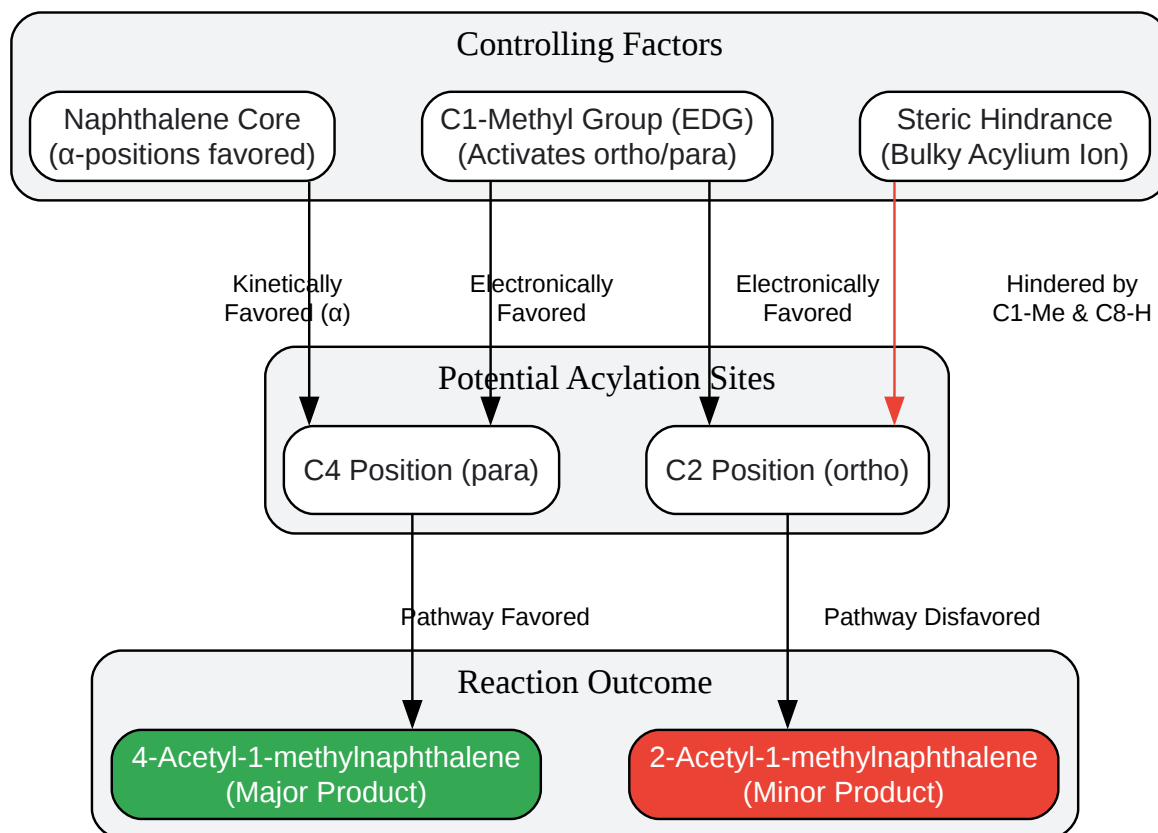 Controlling Factors
Naphthalene Core
(α-positions favored)
C1-Methyl Group (EDG)
(Activates ortho/para)
Steric Hindrance
(Bulky Acylium Ion)
Kinetically
Favored (α)
Electronically
Favored
Electronically
Favored
Hindered by
C1-Me & C8-H
Potential Acylation Sites
C4 Position (para)
C2 Position (ortho)
Pathway Favored
Pathway Disfavored
Reaction Outcome
4-Acetyl-1-methylnaphthalene
(Major Product)
2-Acetyl-1-methylnaphthalene
(Minor Product)